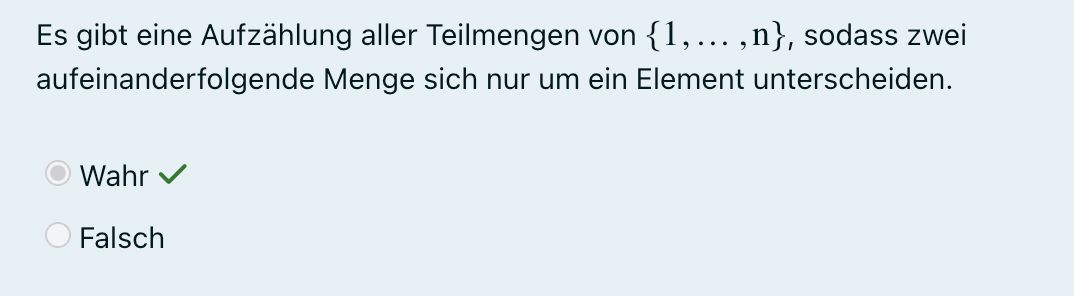 Es gibt eine Aufzählung aller Teilmengen von {1, … , n}, sodass zwei
aufeinanderfolgende Menge sich nur um ein Element unterscheiden.
Wahr
Falsch